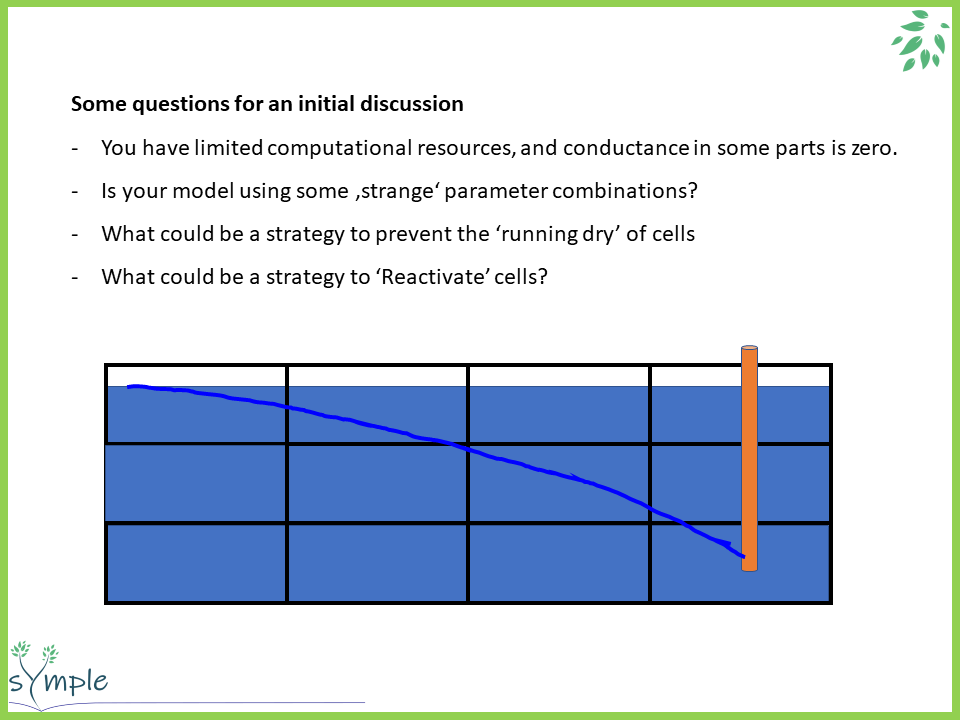 Some questions for an initial discussion
- You have limited computational resources, and conductance in some parts is zero.
- Is your model using some ‚strange‘ parameter combinations?
- What could be a strategy to prevent the ‘running dry’ of cells
- What could be a strategy to ‘Reactivate’ cells?
sYmple